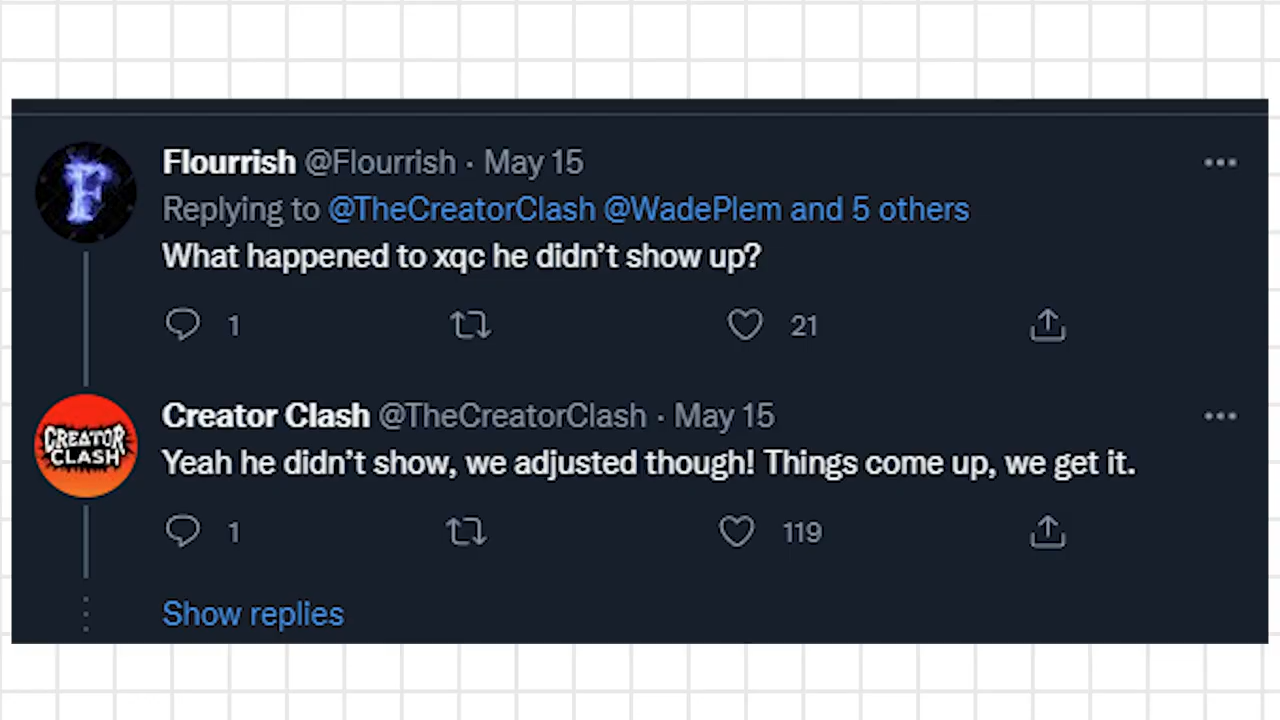 F
Flourrish @Flourrish · May 15
Replying to @TheCreatorClash @WadePlem and 5 others
What happened to xqc he didn’t show up?
1 21
CREATOR
CLASH
Creator Clash @TheCreatorClash · May 15
Yeah he didn’t show, we adjusted though! Things come up, we get it.
1 119
Show replies